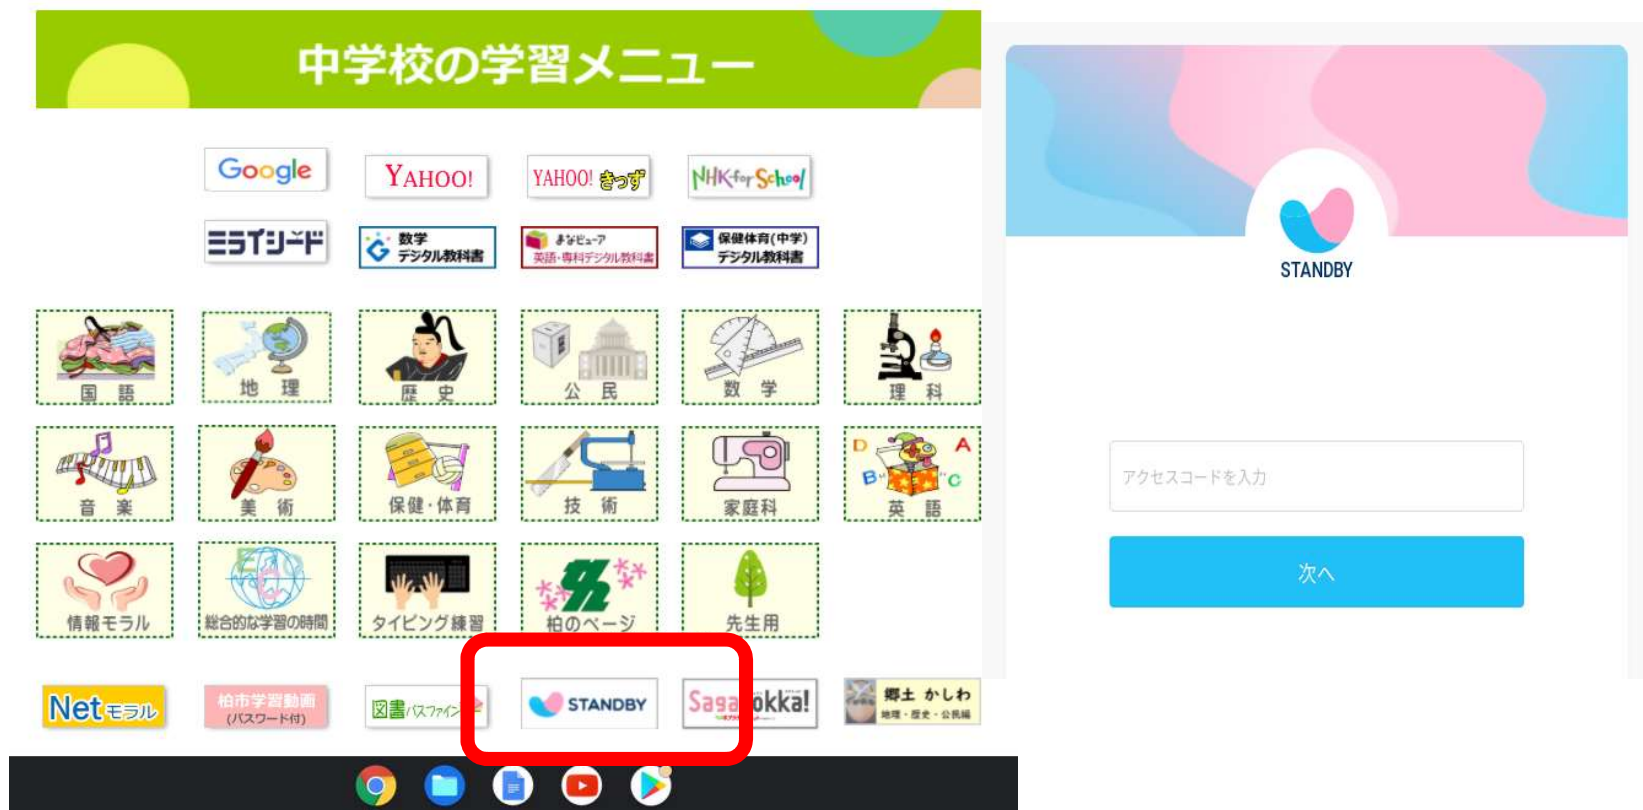 中学校の学習メニュー
Google
YAHOO!
YAHOO! きっず
NHK for School
ミライシード
数学
デジタル教科書
まなビューア
英語・専科デジタル教科書
保健体育(中学)
デジタル教科書
国語
地理
歴史
公民
数学
理科
音楽
美術
保健・体育
技術
家庭科
D A B C
英語
情報モラル
総合的な学習の時間
タイピング練習
柏のページ
先生用
Netモラル
柏市学習動画
(パスワード付)
図書パスファイン
STANDBY
Sagasokka!
郷土 かしわ
地理・歴史・公民編
STANDBY
アクセスコードを入力
次へ